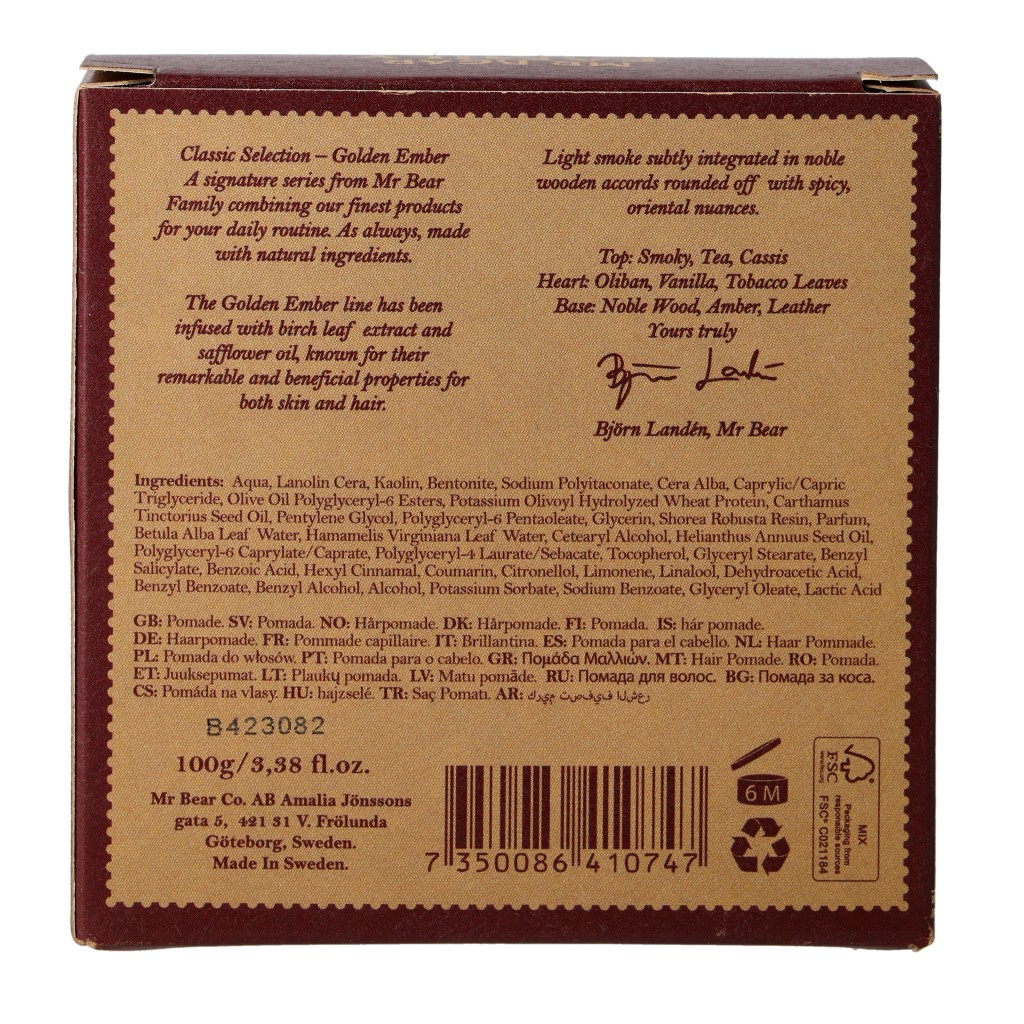 Classic Selection – Golden Ember
A signature series from Mr Bear
Family combining our finest products
for your daily routine. As always, made
with natural ingredients.
The Golden Ember line has been
infused with birch leaf extract and
safflower oil, known for their
remarkable and beneficial properties for
both skin and hair.
Light smoke subtly integrated in noble
wooden accords rounded off with spicy,
oriental nuances.
Top: Smoky, Tea, Cassis
Heart: Oliban, Vanilla, Tobacco Leaves
Base: Noble Wood, Amber, Leather
Yours truly
Björn Landén, Mr Bear
Ingredients: Aqua, Lanolin Cera, Kaolin, Bentonite, Sodium Polyitaconate, Cera Alba, Caprylic/Capric
Triglyceride, Olive Oil Polyglyceryl-6 Esters, Potassium Olivoyl Hydrolyzed Wheat Protein, Carthamus
Tinctorius Seed Oil, Pentylene Glycol, Polyglyceryl-6 Pentaoleate, Glycerin, Shorea Robusta Resin, Parfum,
Betula Alba Leaf Water, Hamamelis Virginiana Leaf Water, Cetearyl Alcohol, Helianthus Annuus Seed Oil,
Polyglyceryl-6 Caprylate/Caprate, Polyglyceryl-4 Laurate/Sebacate, Tocopherol, Glyceryl Stearate, Benzyl
Salicylate, Benzoic Acid, Hexyl Cinnamal, Coumarin, Citronellol, Limonene, Linalool, Dehydroacetic Acid,
Benzyl Benzoate, Benzyl Alcohol, Alcohol, Potassium Sorbate, Sodium Benzoate, Glyceryl Oleate, Lactic Acid
GB: Pomade. SV: Pomada. NO: Hårpomade. DK: Hårpomade. FI: Pomada. IS: hár pomade.
DE: Haarpomade. FR: Pommade capillaire. IT: Brillantina. ES: Pomada para el cabello. NL: Haar Pommade.
PL: Pomada do włosów. PT: Pomada para o cabelo. GR: Πομάδα Μαλλιών. MT: Hair Pomade. RO: Pomada.
ET: Juuksepumat. LT: Plaukų pomada. LV: Matu pomāde. RU: Помада для волос. BG: Помада за коса.
CS: Pomáda na vlasy. HU: hajzselé. TR: Saç Pomatı. AR: كريم تصفيف الشعر
B423082
100g/3,38 fl.oz.
Mr Bear Co. AB Amalia Jönssons
gata 5, 421 31 V. Frölunda
Göteborg, Sweden.
Made In Sweden.
7 350086 410747
6 M
FSC
MIX
Packaging from
responsible sources
FSC® C021184